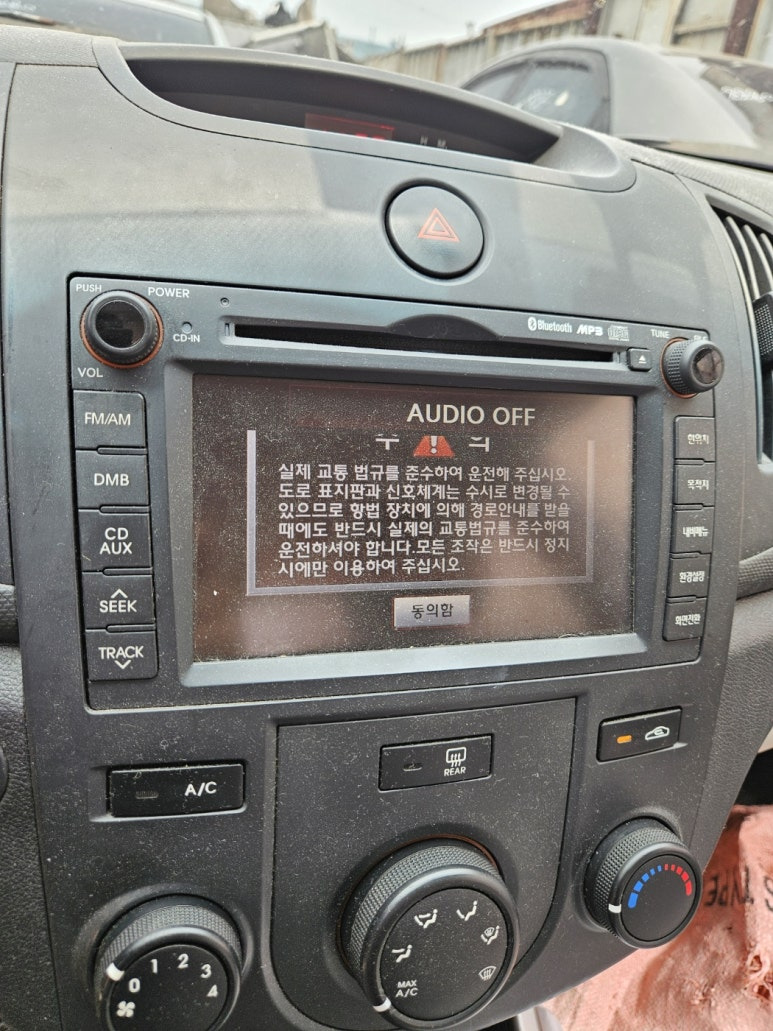 H M
PUSH
POWER
CD-IN
VOL
Bluetooth MP3
TUNE
FM/AM
DMB
CD
AUX
SEEK
TRACK
AUDIO OFF
주 의
실제 교통 법규를 준수하여 운전해 주십시오.
도로 표지판과 신호체계는 수시로 변경될 수
있으므로 항법 장치에 의해 경로안내를 받을
때에도 반드시 실제의 교통법규를 준수하여
운전하셔야 합니다.모든 조작은 반드시 정지
시에만 이용하여 주십시오.
동의함
현위치
목적지
내비메뉴
환경설정
화면전환
A/C
REAR
0 1 2 3 4
MAX
A/C
TYPE